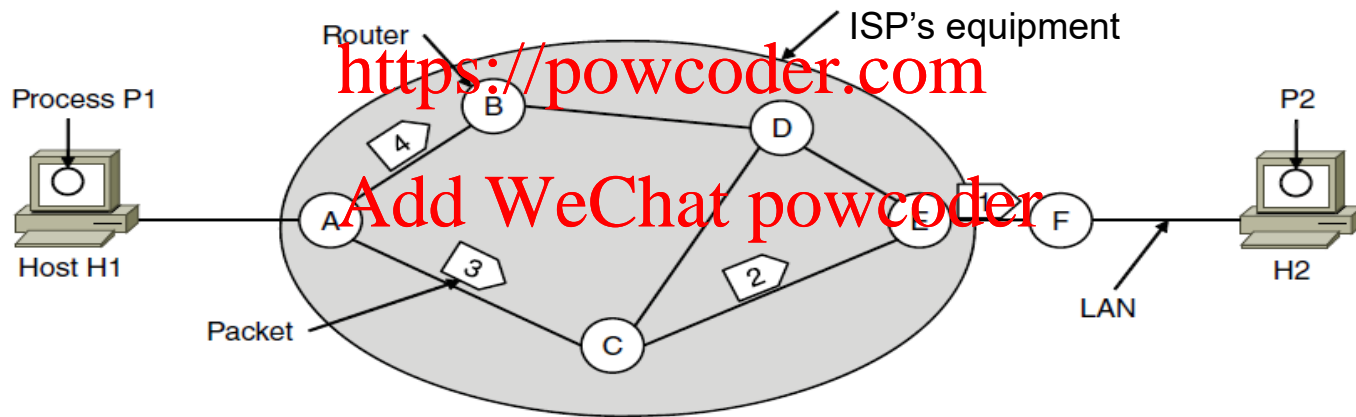 ISP's equipment
Router
https://powcoder.com
Process P1
B
P2
D
4
Add WeChat powcoder
1
A
E
F
Host H1
3
2
H2
LAN
Packet
C